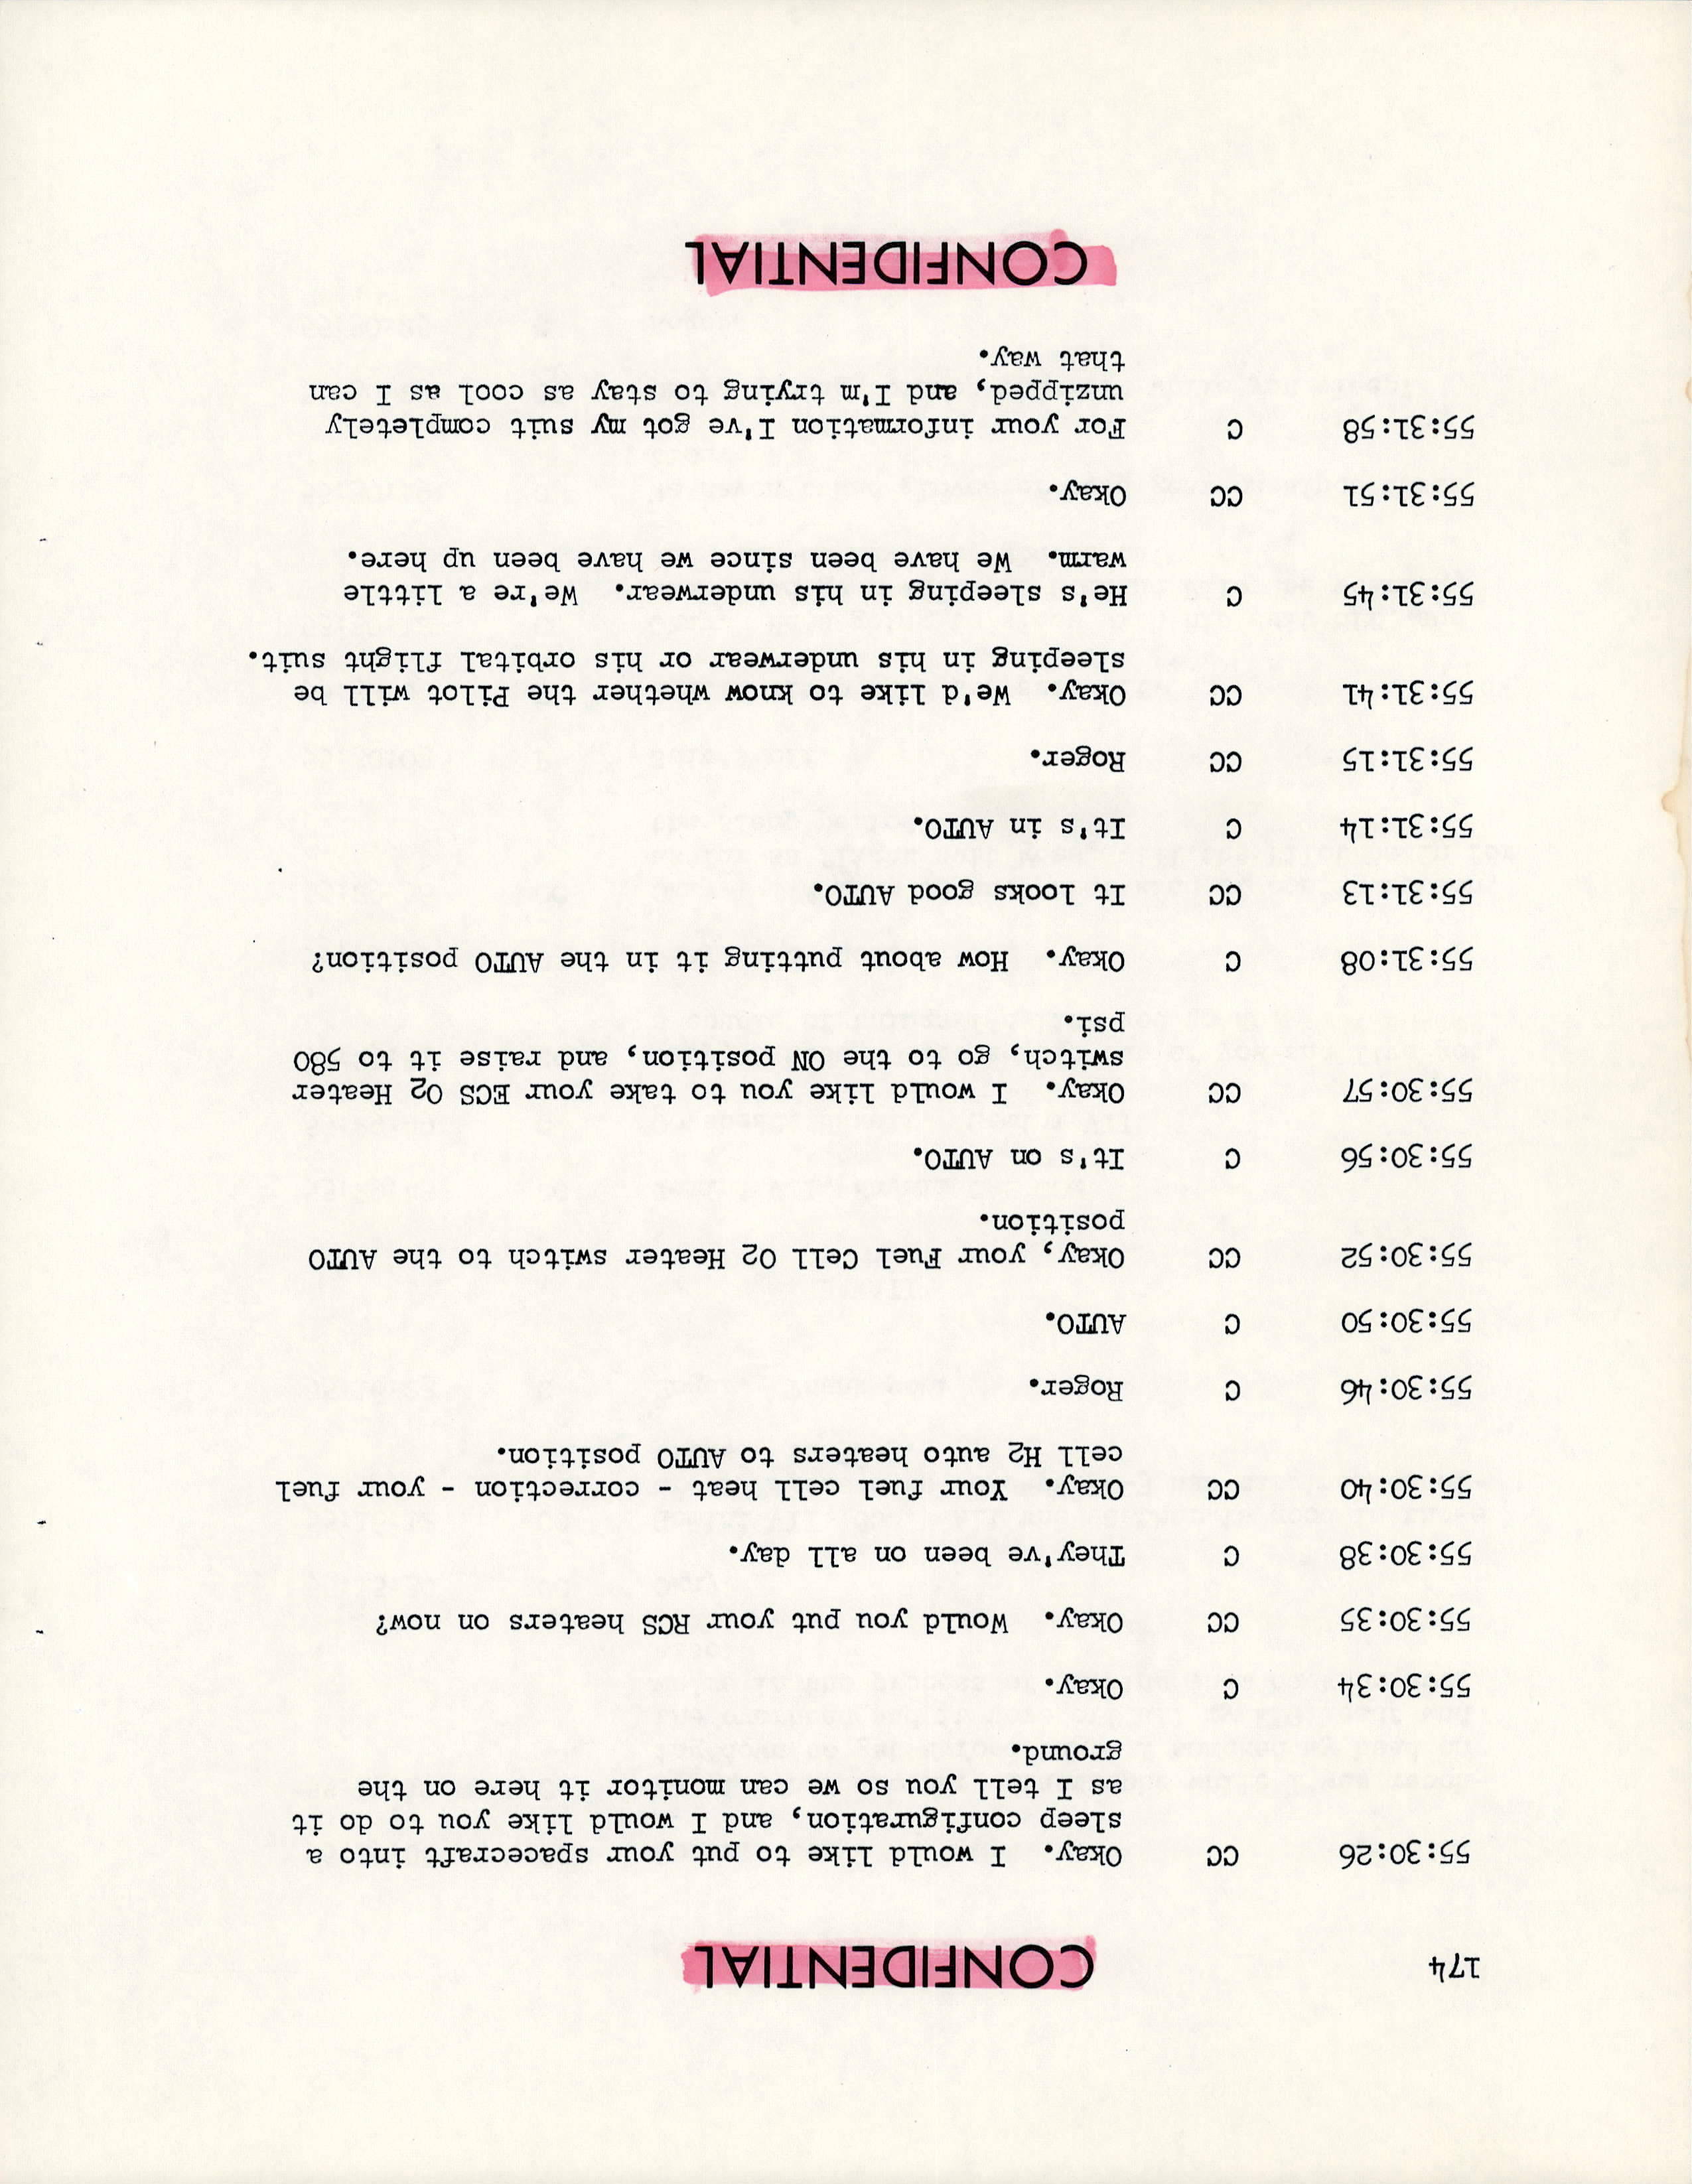 174
CONFIDENTIAL
55:30:26 CC Okay. I would like to put your spacecraft into a
sleep configuration, and I would like you to do it
as I tell you so we can monitor it here on the
ground.
55:30:34 C Okay.
55:30:35 CC Okay. Would you put your RCS heaters on now?
55:30:38 C They've been on all day.
55:30:40 CC Okay. Your fuel cell heat - correction - your fuel
cell H2 auto heaters to AUTO position.
55:30:46 C Roger.
55:30:50 C AUTO.
55:30:52 CC Okay, your Fuel Cell O2 Heater switch to the AUTO
position.
55:30:56 C It's on AUTO.
55:30:57 CC Okay. I would like you to take your ECS O2 Heater
switch, go to the ON position, and raise it to 580
psi.
55:31:08 C Okay. How about putting it in the AUTO position?
55:31:13 CC It looks good AUTO.
55:31:14 C It's in AUTO.
55:31:15 CC Roger.
55:31:41 CC Okay. We'd like to know whether the Pilot will be
sleeping in his underwear or his orbital flight suit.
55:31:45 C He's sleeping in his underwear. We're a little
warm. We have been since we have been up here.
55:31:51 CC Okay.
55:31:58 C For your information I've got my suit completely
unzipped, and I'm trying to stay as cool as I can
that way.
CONFIDENTIAL